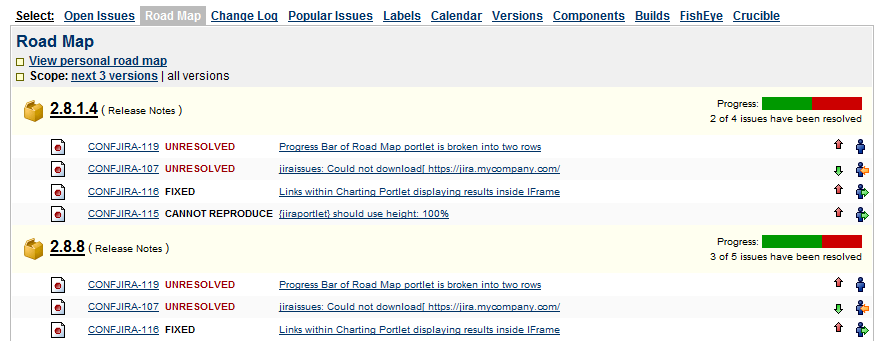 Select: Open Issues Road Map Change Log Popular Issues Labels Calendar Versions Components Builds FishEye Crucible
Road Map
View personal road map
Scope: next 3 versions | all versions
2.8.1.4 ( Release Notes ) Progress:
2 of 4 issues have been resolved
CONFJIRA-119 UNRESOLVED Progress Bar of Road Map portlet is broken into two rows
CONFJIRA-107 UNRESOLVED jiraissues: Could not download[ https://jira.mycompany.com/
CONFJIRA-116 FIXED Links within Charting Portlet displaying results inside IFrame
CONFJIRA-115 CANNOT REPRODUCE {jiraportlet} should use height: 100%
2.8.8 ( Release Notes ) Progress:
3 of 5 issues have been resolved
CONFJIRA-119 UNRESOLVED Progress Bar of Road Map portlet is broken into two rows
CONFJIRA-107 UNRESOLVED jiraissues: Could not download[ https://jira.mycompany.com/
CONFJIRA-116 FIXED Links within Charting Portlet displaying results inside IFrame